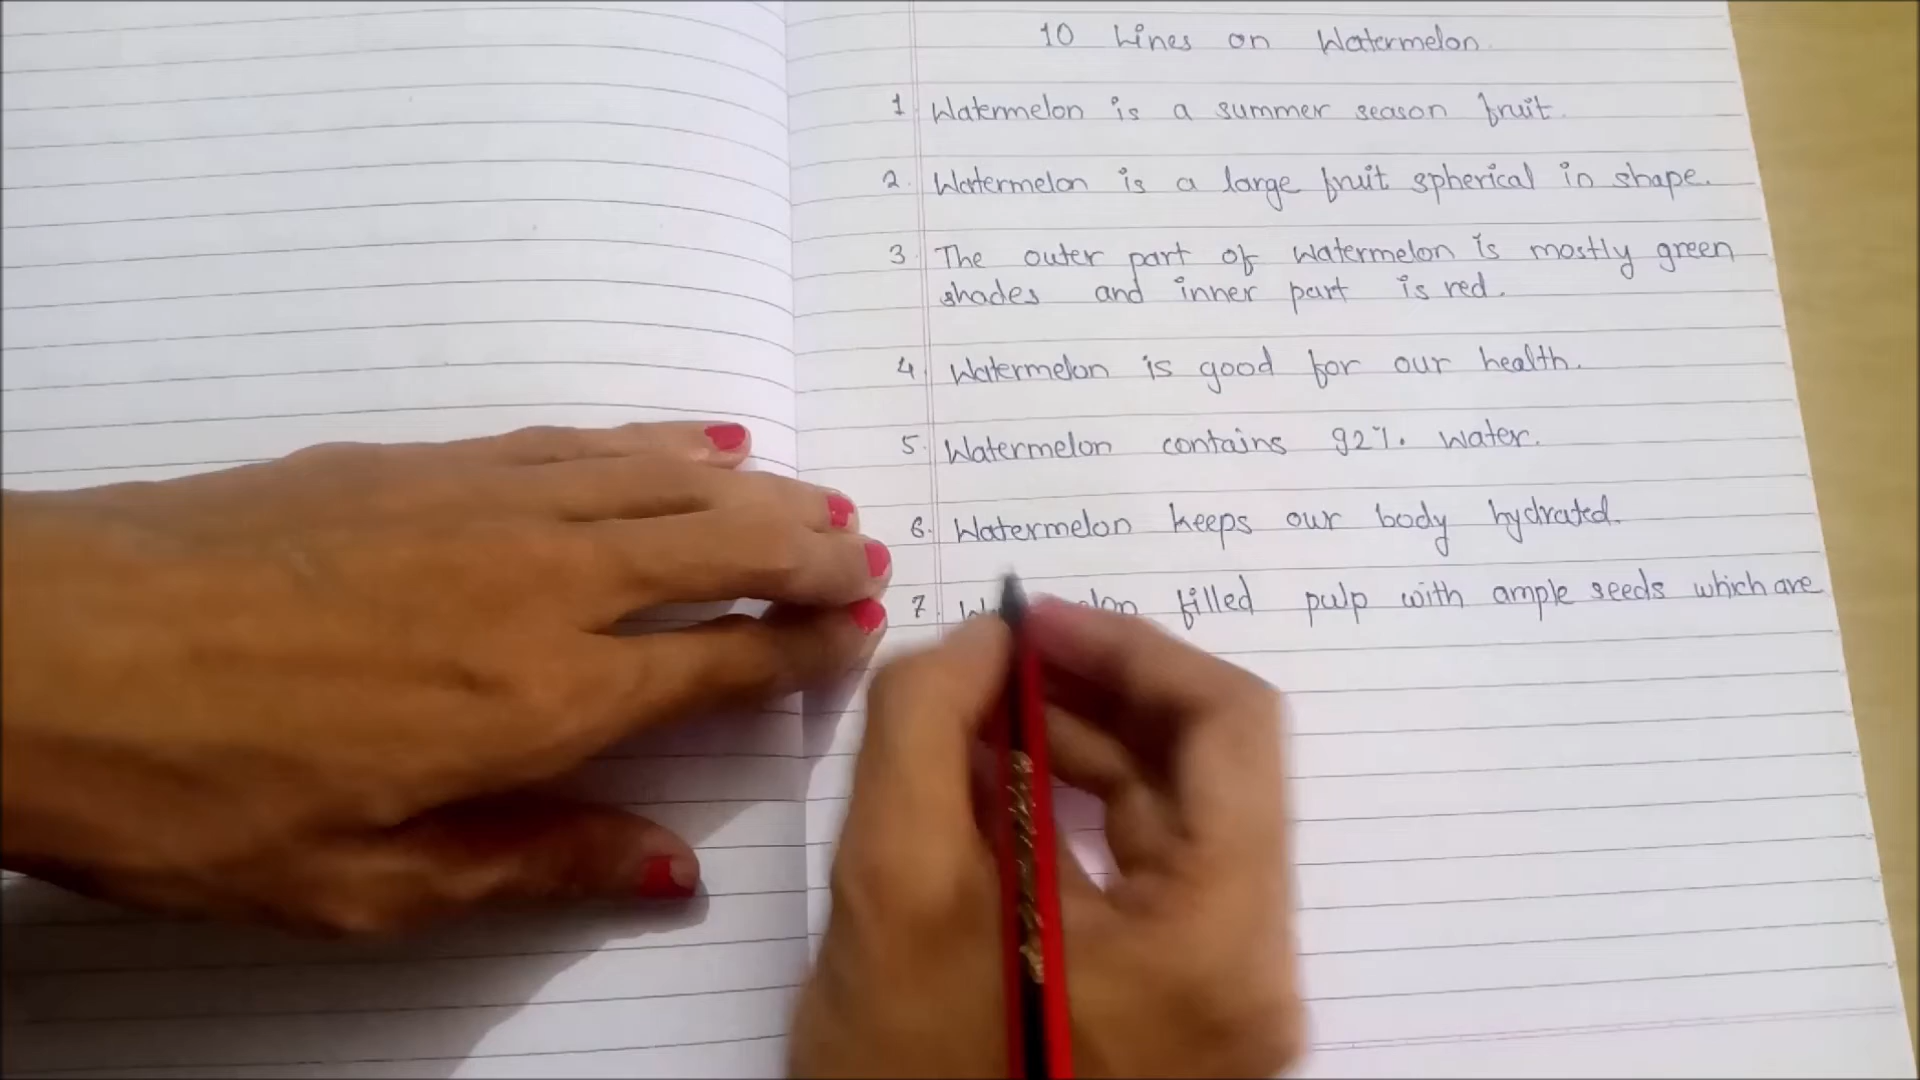 10 Lines on Watermelon
1 Watermelon is a summer season fruit.
2. Watermelon is a large fruit spherical in shape.
3. The outer part of watermelon is mostly green
shades and inner part is red.
4. Watermelon is good for our health.
5. Watermelon contains 92%. water.
6. Watermelon keeps our body hydrated.
7. filled pulp with ample seeds which are